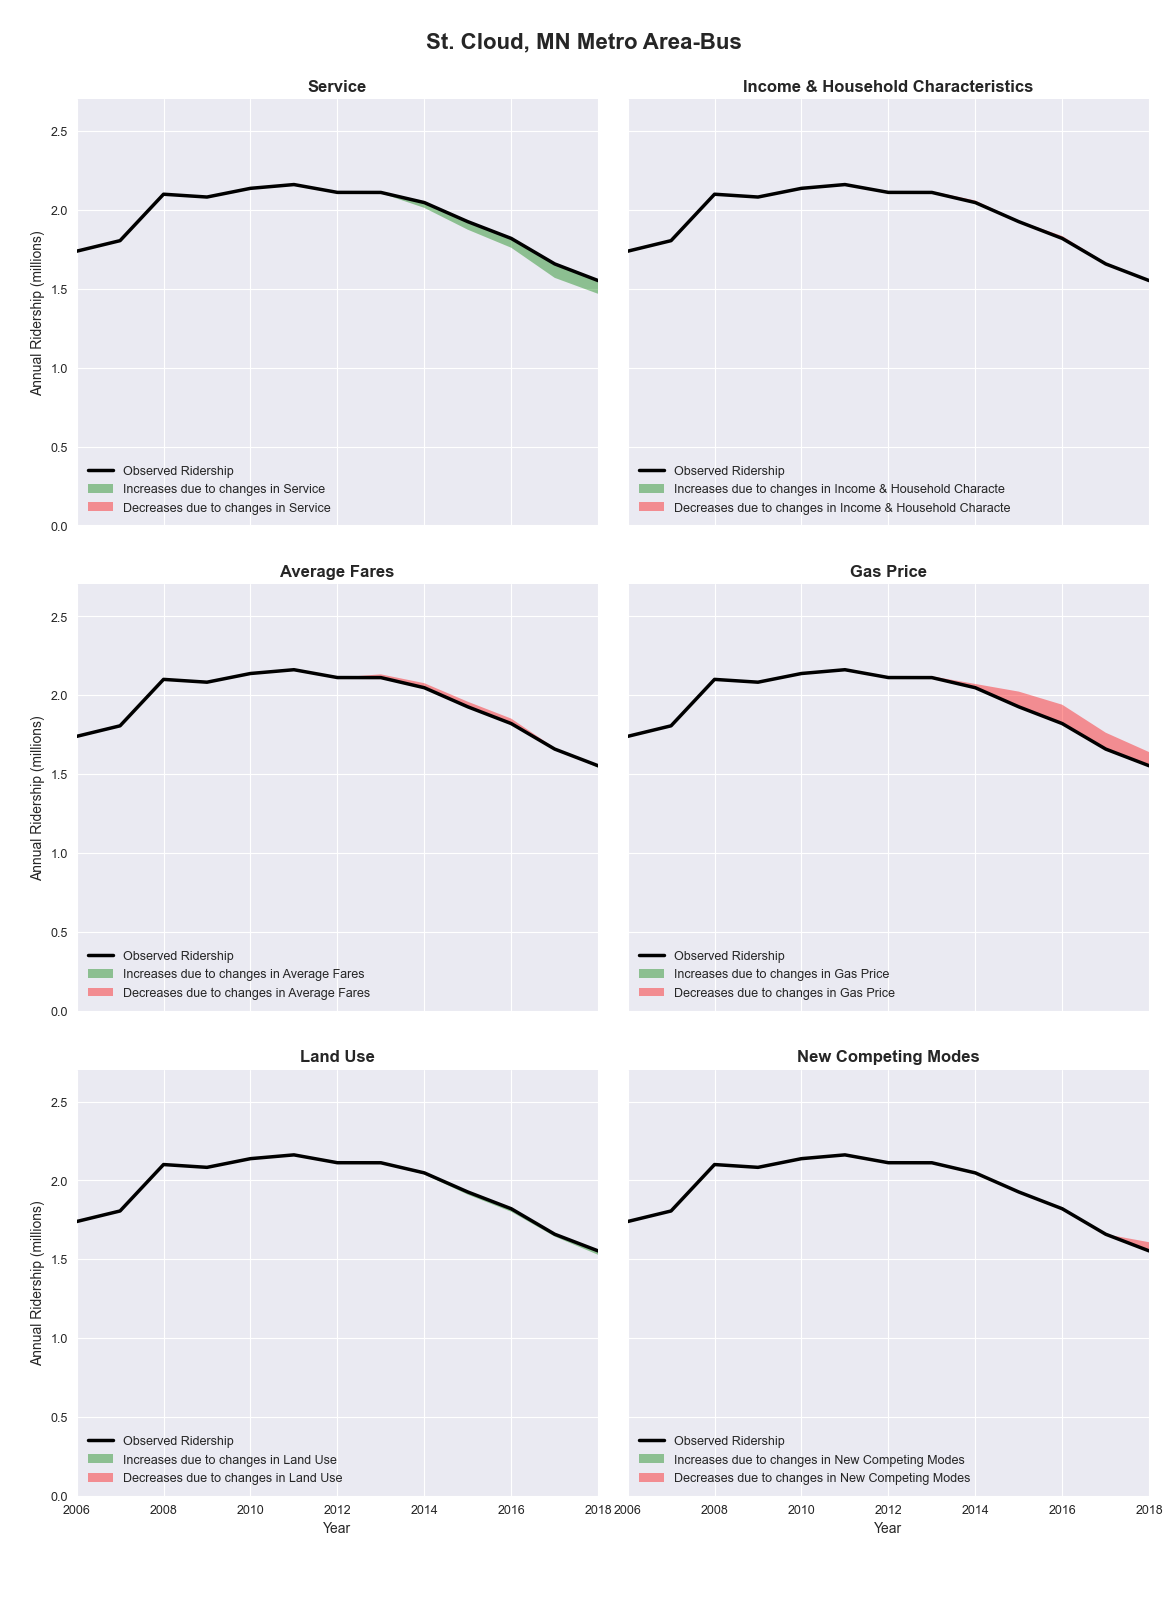 St. Cloud, MN Metro Area-Bus
Service
Annual Ridership (millions)
2.5
2.0
1.5
1.0
0.5
0.0
Observed Ridership
Increases due to changes in Service
Decreases due to changes in Service
Income & Household Characteristics
Observed Ridership
Increases due to changes in Income & Household Characte
Decreases due to changes in Income & Household Characte
Average Fares
Annual Ridership (millions)
2.5
2.0
1.5
1.0
0.5
0.0
Observed Ridership
Increases due to changes in Average Fares
Decreases due to changes in Average Fares
Gas Price
Observed Ridership
Increases due to changes in Gas Price
Decreases due to changes in Gas Price
Land Use
Annual Ridership (millions)
2.5
2.0
1.5
1.0
0.5
0.0
Observed Ridership
Increases due to changes in Land Use
Decreases due to changes in Land Use
2006 2008 2010 2012 2014 2016 2018
Year
New Competing Modes
Observed Ridership
Increases due to changes in New Competing Modes
Decreases due to changes in New Competing Modes
2006 2008 2010 2012 2014 2016 2018
Year